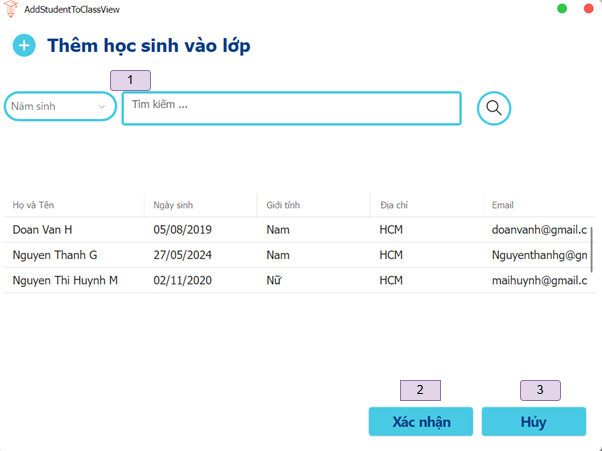 AddStudentToClassView
Thêm học sinh vào lớp
1
Năm sinh
Tìm kiếm ...
Họ và Tên Ngày sinh Giới tính Địa chỉ Email
Doan Van H 05/08/2019 Nam HCM doanvanh@gmail.c
Nguyen Thanh G 27/05/2024 Nam HCM Nguyenthanhg@gn
Nguyen Thi Huynh M 02/11/2020 Nữ HCM maihuynh@gmail.c
2 3
Xác nhận Hủy